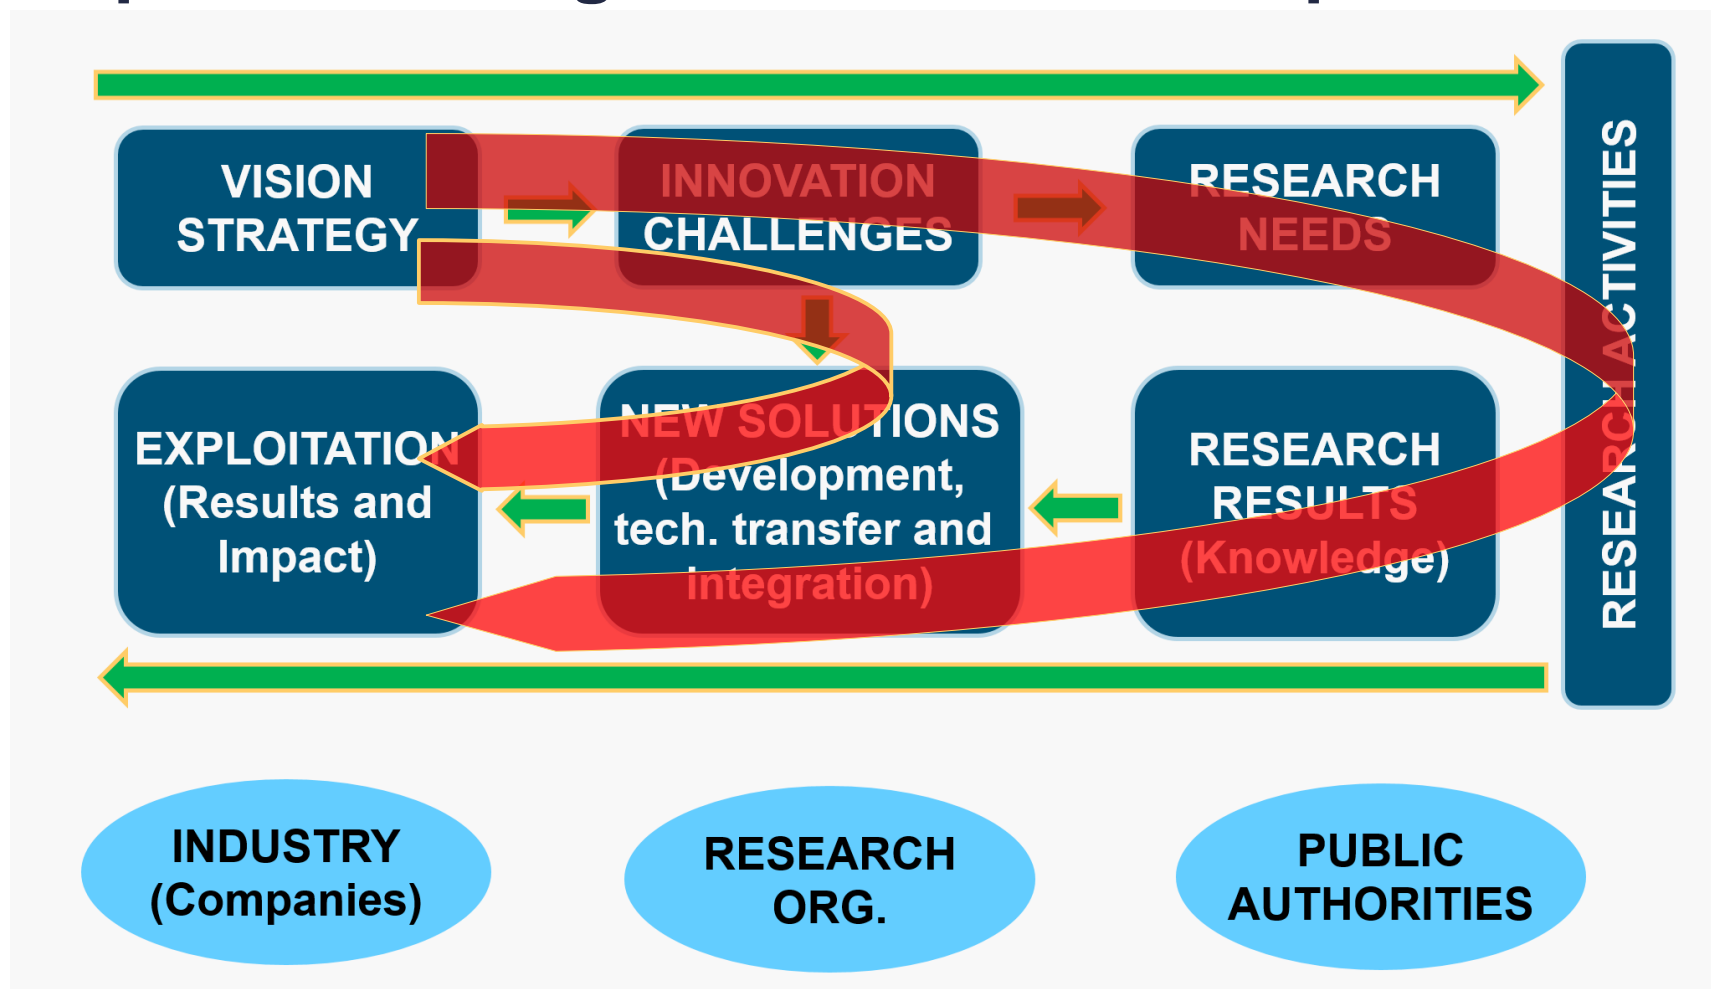 VISION
STRATEGY
INNOVATION
CHALLENGES
RESEARCH
NEEDS
RESEARCH ACTIVITIES
EXPLOITATION
(Results and
Impact)
NEW SOLUTIONS
(Development,
tech. transfer and
integration)
RESEARCH
RESULTS
(Knowledge)
INDUSTRY
(Companies)
RESEARCH
ORG.
PUBLIC
AUTHORITIES